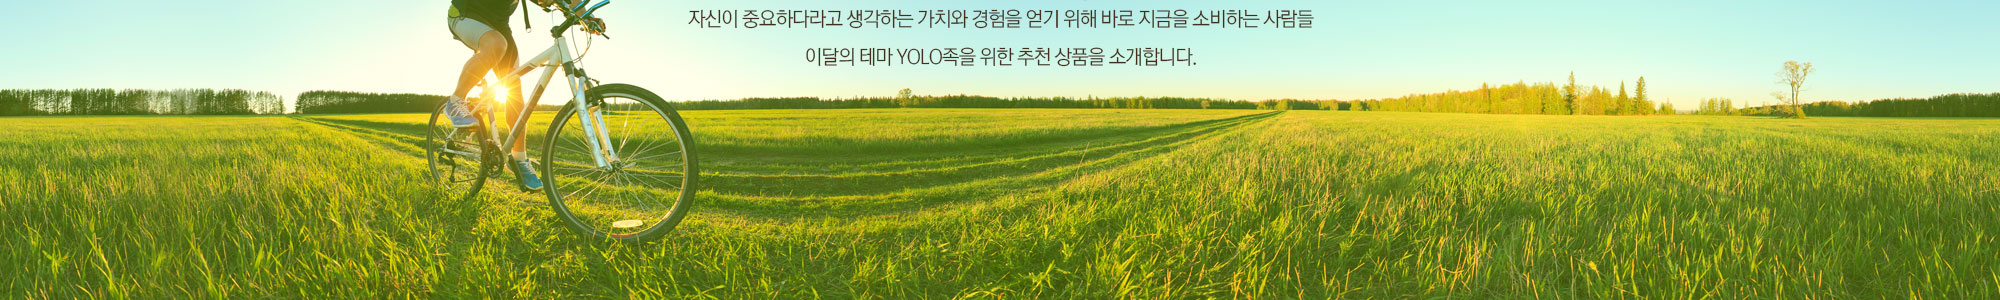 자신이 중요하다라고 생각하는 가치와 경험을 얻기 위해 바로 지금을 소비하는 사람들
이달의 테마 YOLO족을 위한 추천 상품을 소개합니다.